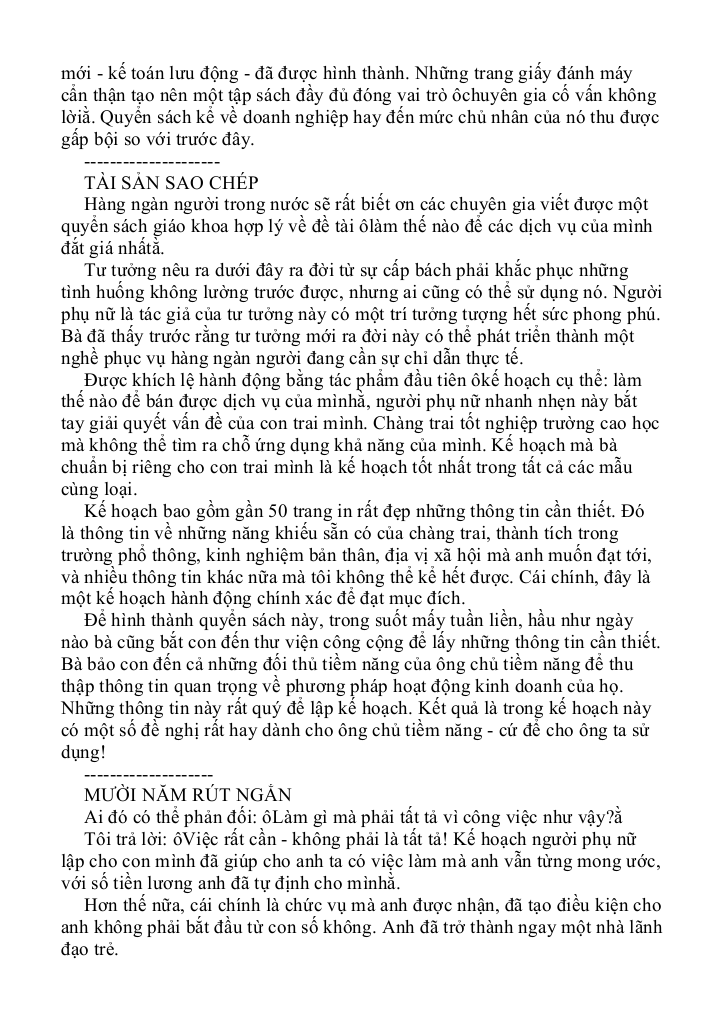 mới - kế toán lưu động - đã được hình thành. Những trang giấy đánh máy
cẩn thận tạo nên một tập sách đầy đủ đóng vai trò ôchuyên gia cố vấn không
lờiằ. Quyển sách kể về doanh nghiệp hay đến mức chủ nhân của nó thu được
gấp bội so với trước đây.
---------------------
TÀI SẢN SAO CHÉP
Hàng ngàn người trong nước sẽ rất biết ơn các chuyên gia viết được một
quyển sách giáo khoa hợp lý về đề tài ôlàm thế nào để các dịch vụ của mình
đắt giá nhấtằ.
Tư tưởng nêu ra dưới đây ra đời từ sự cấp bách phải khắc phục những
tình huống không lường trước được, nhưng ai cũng có thể sử dụng nó. Người
phụ nữ là tác giả của tư tưởng này có một trí tưởng tượng hết sức phong phú.
Bà đã thấy trước rằng tư tưởng mới ra đời này có thể phát triển thành một
nghề phục vụ hàng ngàn người đang cần sự chỉ dẫn thực tế.
Được khích lệ hành động bằng tác phẩm đầu tiên ôkế hoạch cụ thể: làm
thế nào để bán được dịch vụ của mìnhằ, người phụ nữ nhanh nhẹn này bắt
tay giải quyết vấn đề của con trai mình. Chàng trai tốt nghiệp trường cao học
mà không thể tìm ra chỗ ứng dụng khả năng của mình. Kế hoạch mà bà
chuẩn bị riêng cho con trai mình là kế hoạch tốt nhất trong tất cả các mẫu
cùng loại.
Kế hoạch bao gồm gần 50 trang in rất đẹp những thông tin cần thiết. Đó
là thông tin về những năng khiếu sẵn có của chàng trai, thành tích trong
trường phổ thông, kinh nghiệm bản thân, địa vị xã hội mà anh muốn đạt tới,
và nhiều thông tin khác nữa mà tôi không thể kể hết được. Cái chính, đây là
một kế hoạch hành động chính xác để đạt mục đích.
Để hình thành quyển sách này, trong suốt mấy tuần liền, hầu như ngày
nào bà cũng bắt con đến thư viện công cộng để lấy những thông tin cần thiết.
Bà bảo con đến cả những đối thủ tiềm năng của ông chủ tiềm năng để thu
thập thông tin quan trọng về phương pháp hoạt động kinh doanh của họ.
Những thông tin này rất quý để lập kế hoạch. Kết quả là trong kế hoạch này
có một số đề nghị rất hay dành cho ông chủ tiềm năng - cứ để cho ông ta sử
dụng!
--------------------
MƯỜI NĂM RÚT NGẮN
Ai đó có thể phản đối: ôLàm gì mà phải tất tả vì công việc như vậy?ằ
Tôi trả lời: ôViệc rất cần - không phải là tất tả! Kế hoạch người phụ nữ
lập cho con mình đã giúp cho anh ta có việc làm mà anh vẫn từng mong ước,
với số tiền lương anh đã tự định cho mìnhằ.
Hơn thế nữa, cái chính là chức vụ mà anh được nhận, đã tạo điều kiện cho
anh không phải bắt đầu từ con số không. Anh đã trở thành ngay một nhà lãnh
đạo trẻ.